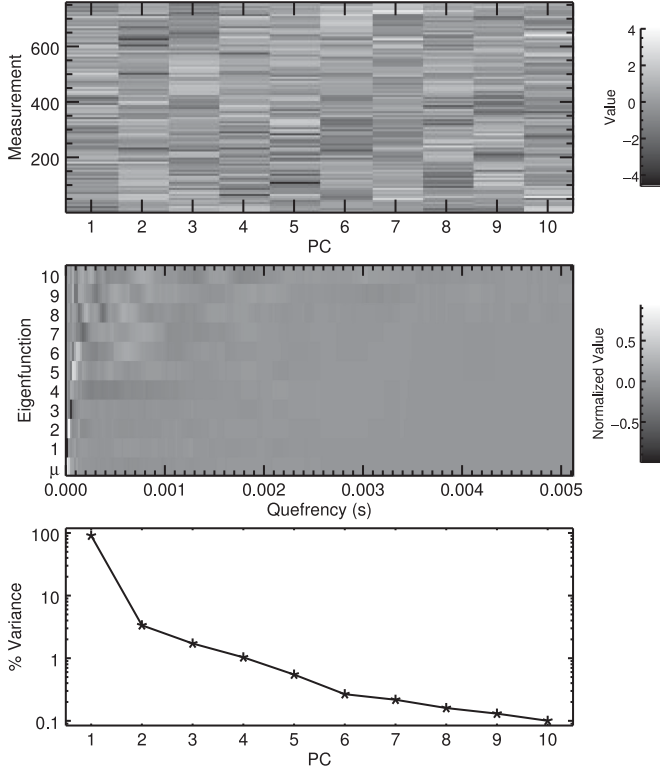 Measurement
600
400
200
1 2 3 4 5 6 7 8 9 10
PC
Value
4
2
0
−2
−4
Eigenfunction
10
9
8
7
6
5
4
3
2
1
μ
0.000 0.001 0.002 0.003 0.004 0.005
Quefrency (s)
Normalized Value
0.5
0.0
−0.5
% Variance
100
10
1
0.1
1 2 3 4 5 6 7 8 9 10
PC